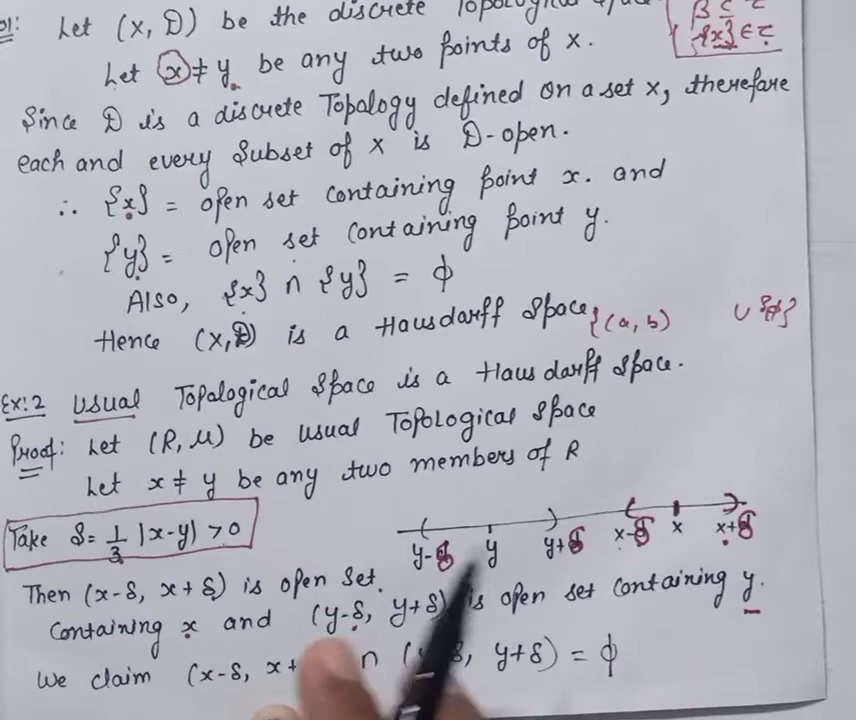 Let (X, D) be the discrete
β ⊂ τ
{x} ∈ τ
Let x ≠ y be any two points of X.
Since D is a discrete Topology defined on a set X, therefore
each and every Subset of X is D-open.
∴ {x} = open set containing point x. and
{y} = open set containing point y.
Also, {x} ∩ {y} = ϕ
Hence (X, D) is a Hausdorff Space
{(a, b) ∪ {ϕ}
Ex:2 Usual Topological Space is a Hausdorff Space.
Proof: Let (R, U) be usual Topological Space
Let x ≠ y be any two members of R
Take δ = 1/3 |x-y| > 0
y-δ y y+δ x-δ x x+δ
Then (x-δ, x+δ) is open set.
containing x and (y-δ, y+δ) is open set containing y.
We claim (x-δ, x+ ∩ ( δ, y+δ) = ϕ